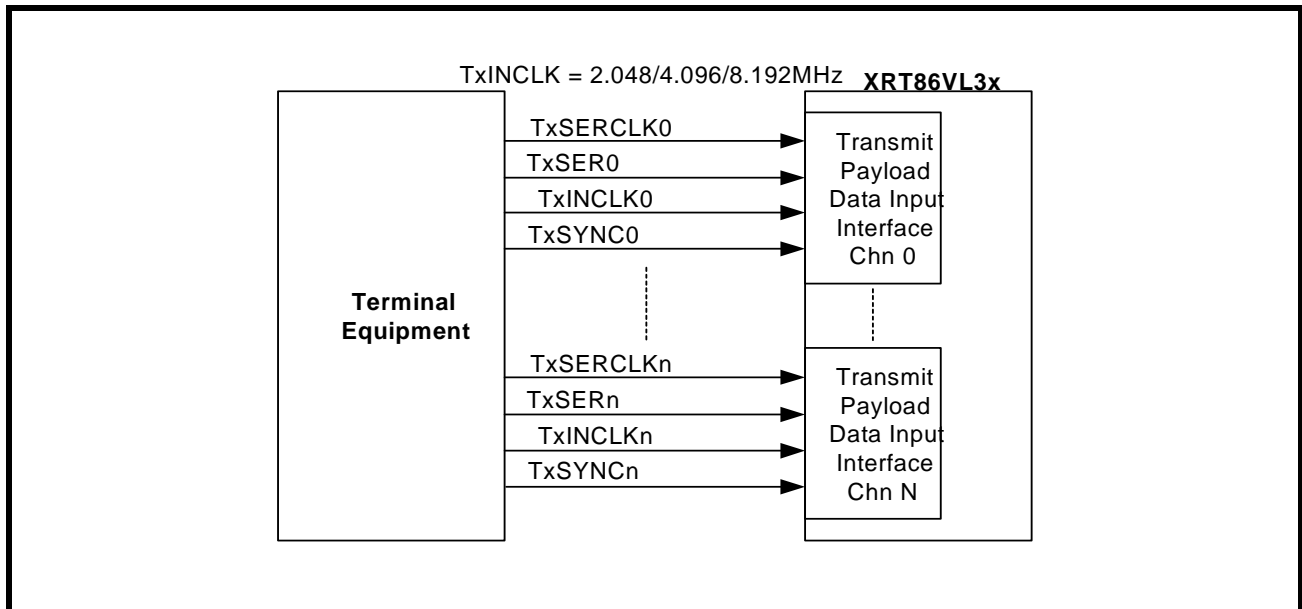 TxINCLK = 2.048/4.096/8.192MHz
XRT86VL3x
Terminal
Equipment
TxSERCLK0
TxSER0
TxINCLK0
TxSYNC0
Transmit
Payload
Data Input
Interface
Chn 0
TxSERCLKn
TxSERn
TxINCLKn
TxSYNCn
Transmit
Payload
Data Input
Interface
Chn N